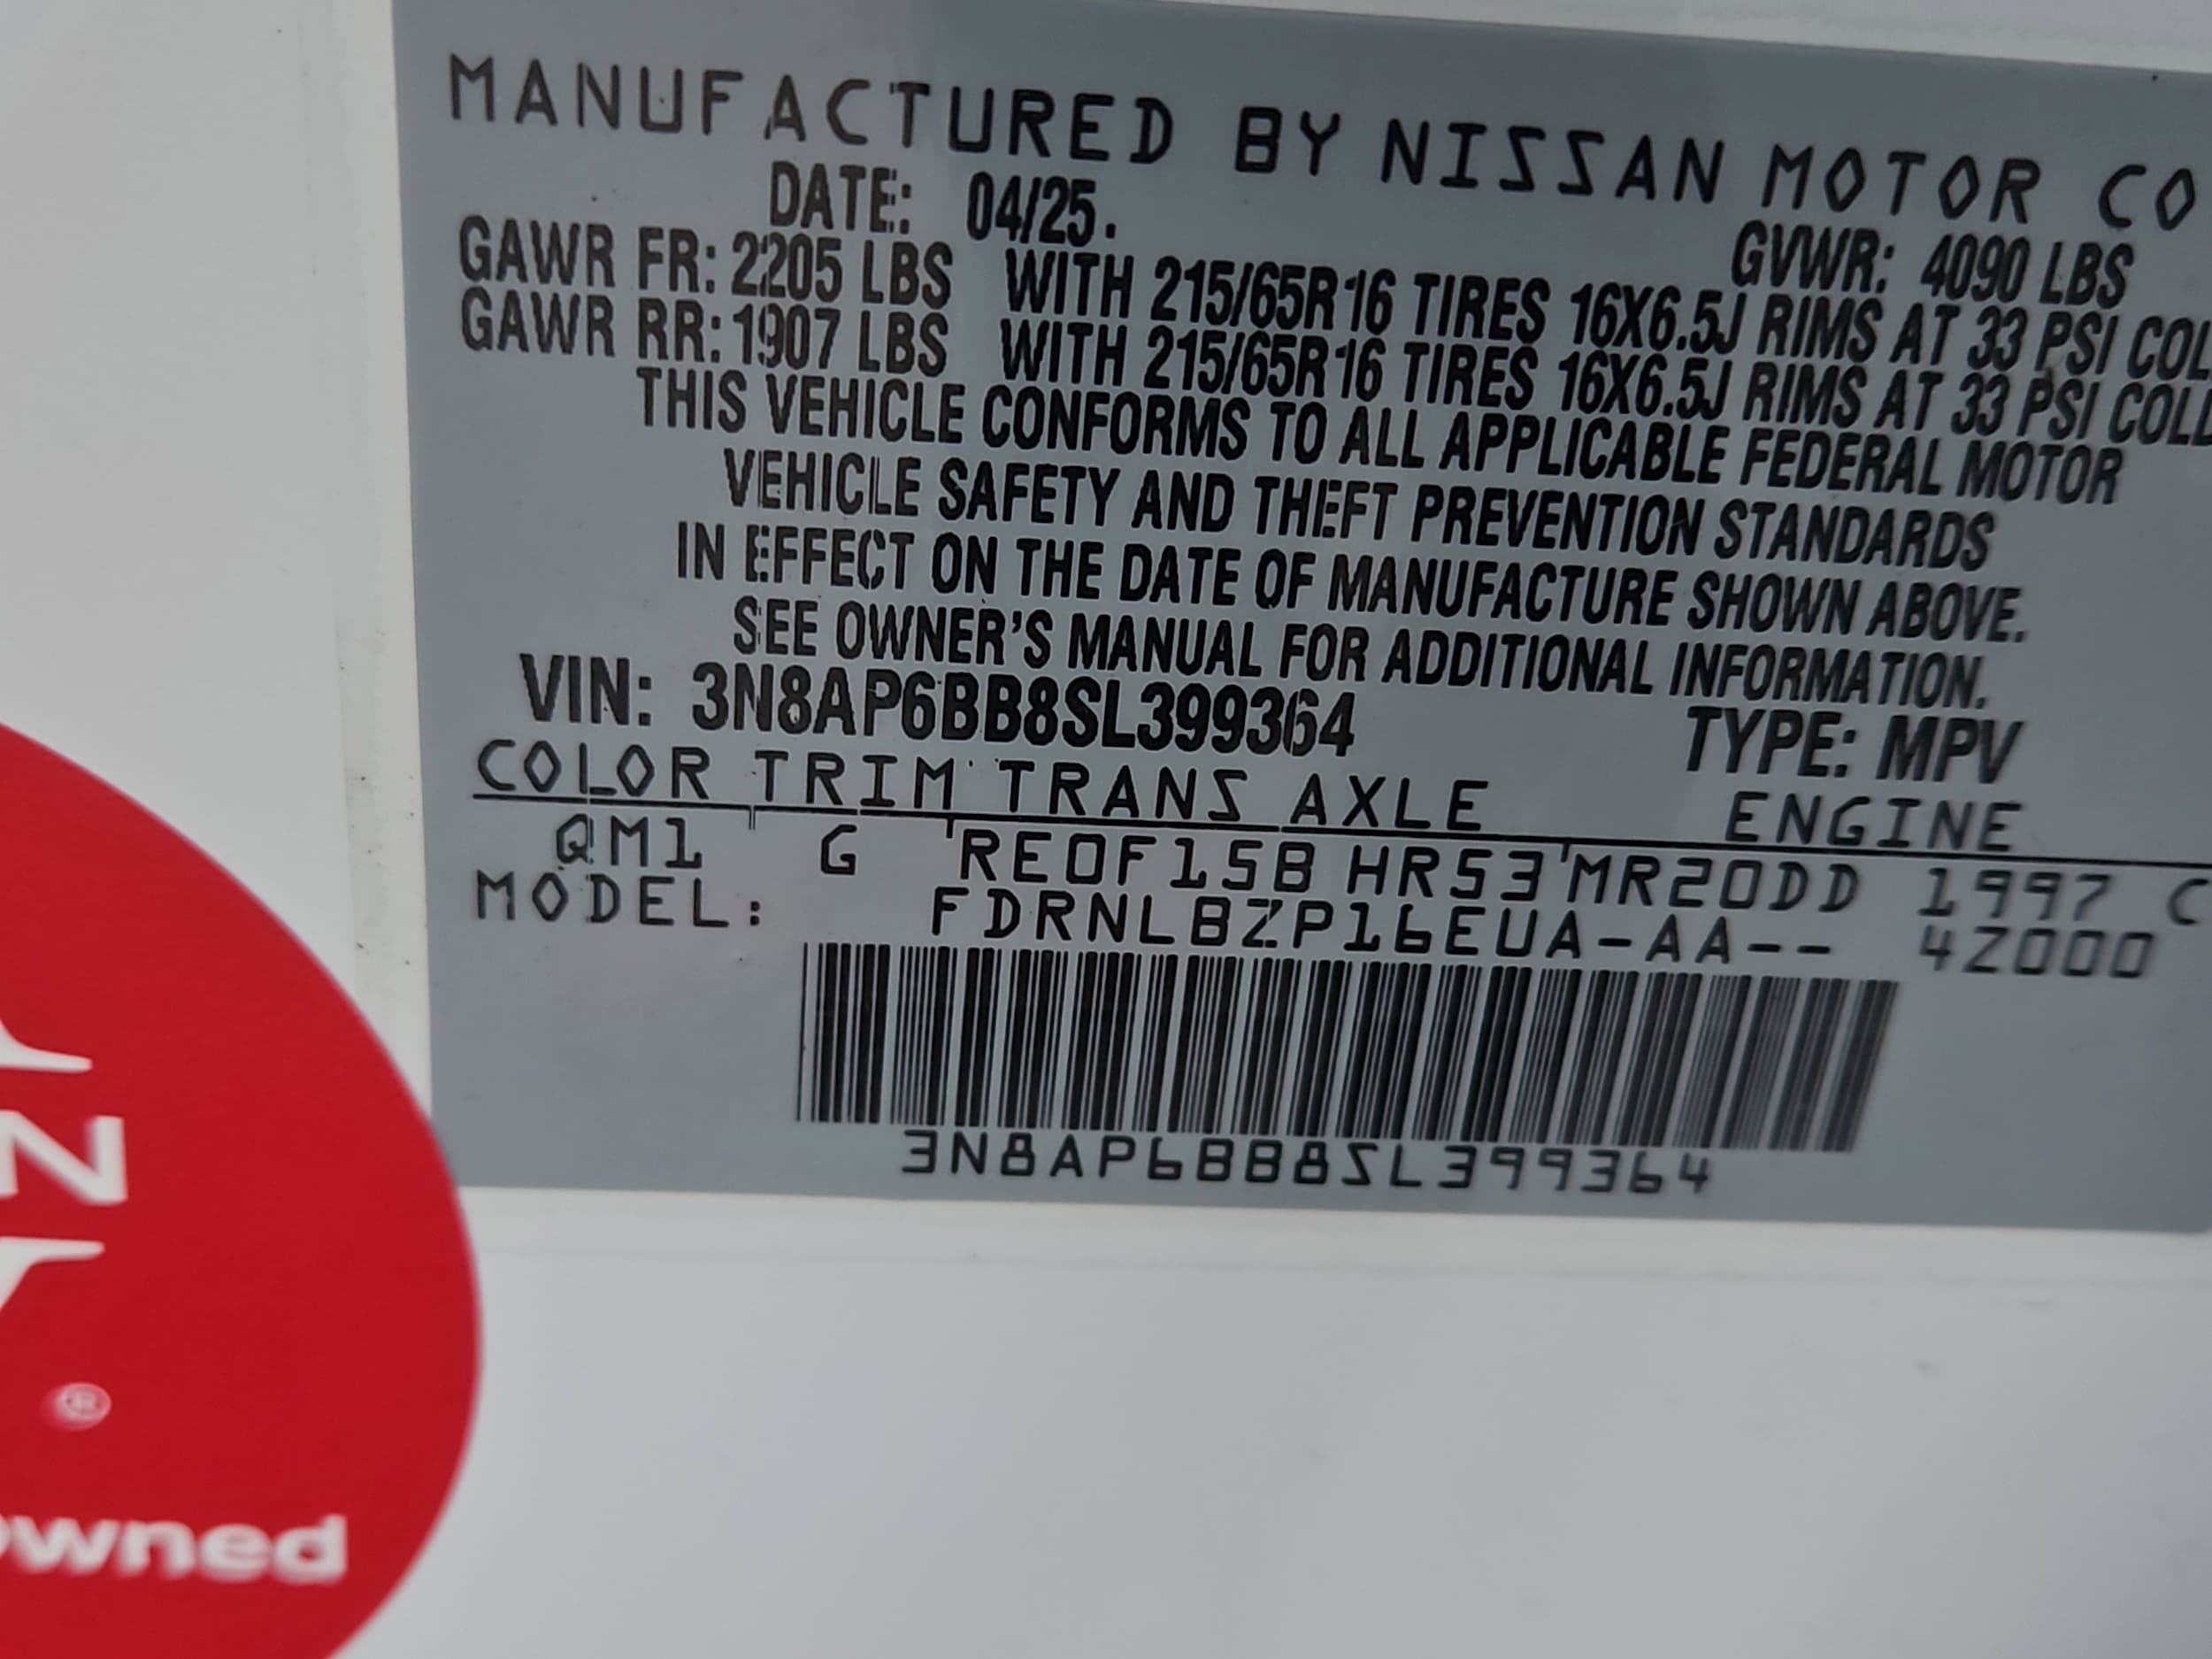 MANUFACTURED BY NISSAN MOTOR CO
DATE: 04/25. GVWR: 4090 LBS
GAWR FR: 2205 LBS WITH 215/65R16 TIRES 16X6.5J RIMS AT 33 PSI COL
GAWR RR: 1907 LBS WITH 215/65R16 TIRES 16X6.5J RIMS AT 33 PSI COLD
THIS VEHICLE CONFORMS TO ALL APPLICABLE FEDERAL MOTOR
VEHICLE SAFETY AND THEFT PREVENTION STANDARDS
IN EFFECT ON THE DATE OF MANUFACTURE SHOWN ABOVE.
SEE OWNER'S MANUAL FOR ADDITIONAL INFORMATION.
VIN: 3N8AP6BB8SL399364 TYPE: MPV
COLOR TRIM TRANS AXLE ENGINE
QM1 G RE0F15B HR53 MR20DD 1997 C
MODEL: FDRNLBZP16EUA-AA-- 42000
3N8AP6BB8SL399364
N
®
owned